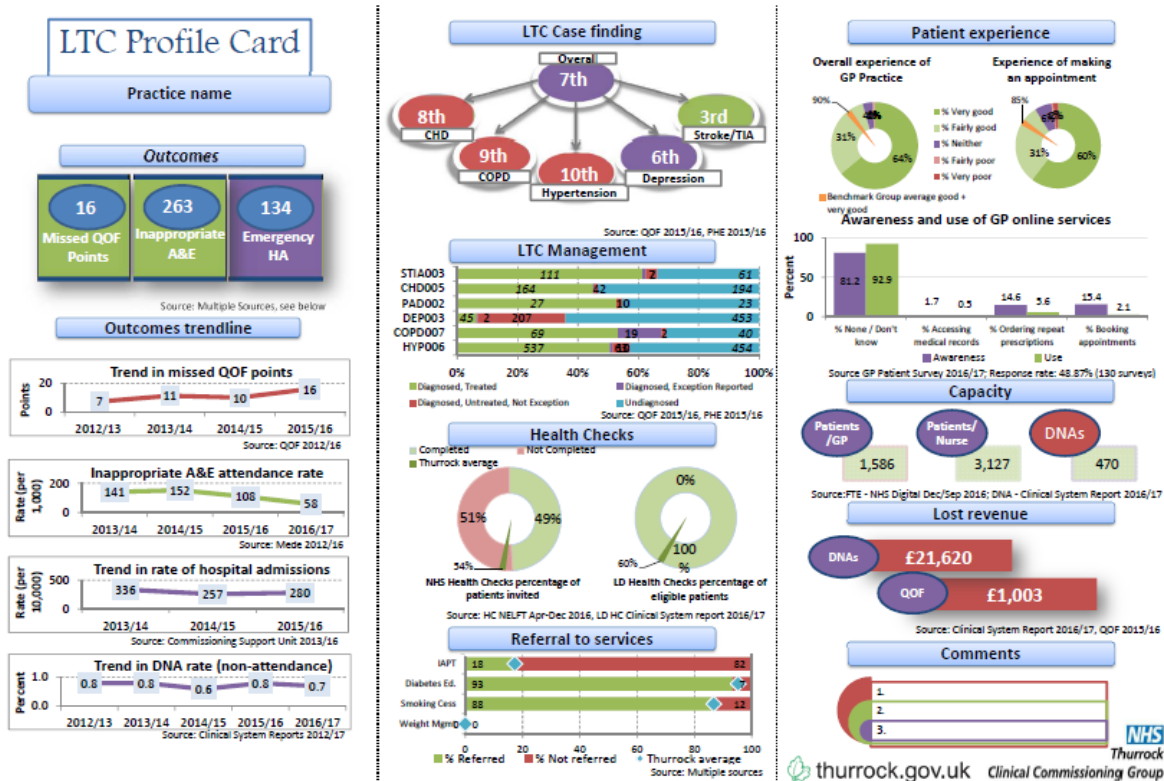 LTC Profile Card
Practice name
Outcomes
16
263
134
Missed QOF
Points
Inappropriate
A&E
Emergency
HA
Source: Multiple Sources, see below
Outcomes trendline
Trend in missed QOF points
Points
20
0
7
11
10
16
2012/13
2013/14
2014/15
2015/16
Source: QOF 2012/16
Inappropriate A&E attendance rate
Rate (per
1,000)
200
0
141
152
108
58
2013/14
2014/15
2015/16
2016/17
Source: Mede 2012/16
Trend in rate of hospital admissions
Rate (per
10,000)
500
0
336
257
280
2013/14
2014/15
2015/16
Source: Commissioning Support Unit 2013/16
Trend in DNA rate (non-attendance)
Percent
1.0
0.0
0.8
0.8
0.6
0.8
0.7
2012/13
2013/14
2014/15
2015/16
2016/17
Source: Clinical System Reports 2012/17
LTC Case finding
Overal
7th
8th
CHD
9th
COPD
10th
Hypertension
6th
Depression
3rd
Stroke/TIA
Source: QOF 2015/16, PHE 2015/16
LTC Management
STIA003 111 2 61
CHD005 164 42 194
PAD002 27 10 23
DEP003 45 2 207 453
COPD007 69 19 2 40
HYP006 537 454
0% 20% 40% 60% 80% 100%
Diagnosed, Treated
Diagnosed, Exception Reported
Diagnosed, Untreated, Not Exception
Undiagnosed
Source: QOF 2015/16, PHE 2015/16
Health Checks
Completed
Not Completed
Thurrock average
51%
49%
54%
NHS Health Checks percentage of
patients invited
0%
100
%
60%
LD Health Checks percentage of
eligible patients
Source: HC NELFT Apr-Dec 2016, LD HC Clinical System report 2016/17
Referral to services
IAPT 18 82
Diabetes Ed. 93 7
Smoking Cess 88 12
Weight Mgm 0 0
0 20 40 60 80 100
% Referred
% Not referred
Thurrock average
Source: Multiple sources
Patient experience
Overall experience of
GP Practice
Experience of making
an appointment
90%
31%
64%
% Very good
% Fairly good
% Neither
% Fairly poor
% Very poor
85%
6%
31%
60%
Benchmark Group average good +
very good
Awareness and use of GP online services
Percent
100
50
0
81.2
92.9
1.7
0.5
14.6
5.6
15.4
2.1
% None / Don't
know
% Accessing
medical records
% Ordering repeat
prescriptions
% Booking
appointments
Awareness
Use
Source GP Patient Survey 2016/17; Response rate: 48.87% (130 surveys)
Capacity
Patients
/GP
1,586
Patients/
Nurse
3,127
DNAs
470
Source:FTE - NHS Digital Dec/Sep 2016; DNA - Clinical System Report 2016/17
Lost revenue
DNAs
£21,620
QOF
£1,003
Source: Clinical System Report 2016/17, QOF 2015/16
Comments
1.
2.
3.
NHS
Thurrock
thurrock.gov.uk
Clinical Commissioning Group